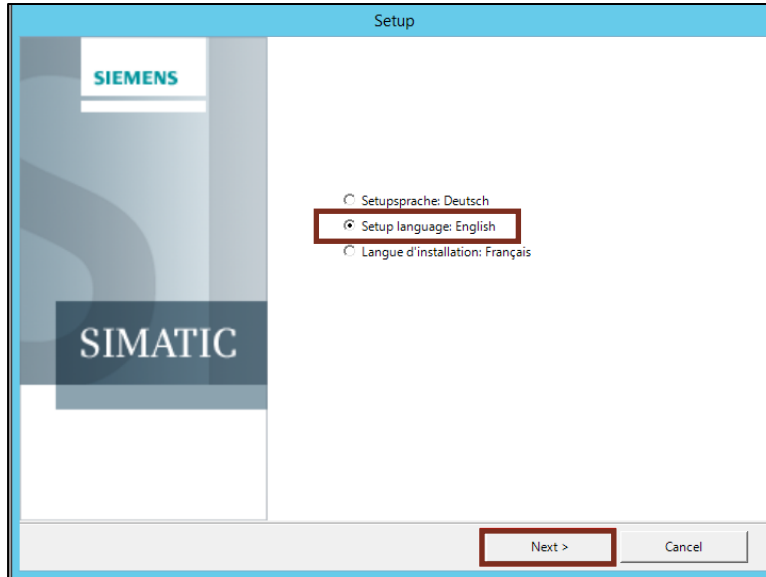 Setup
SIEMENS
Setupsprache: Deutsch
Setup language: English
Langue d'installation: Français
SIMATIC
Next >
Cancel